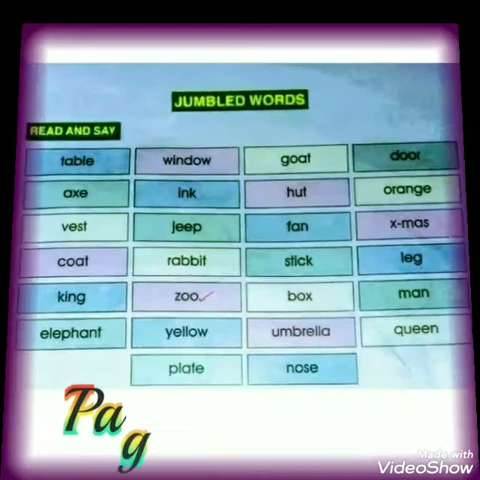 JUMBLED WORDS
READ AND SAY
table window goat door
axe ink hut orange
vest jeep fan x-mas
coat rabbit stick leg
king zoo box man
elephant yellow umbrella queen
plate nose
Pa
g
Made with
VideoShow